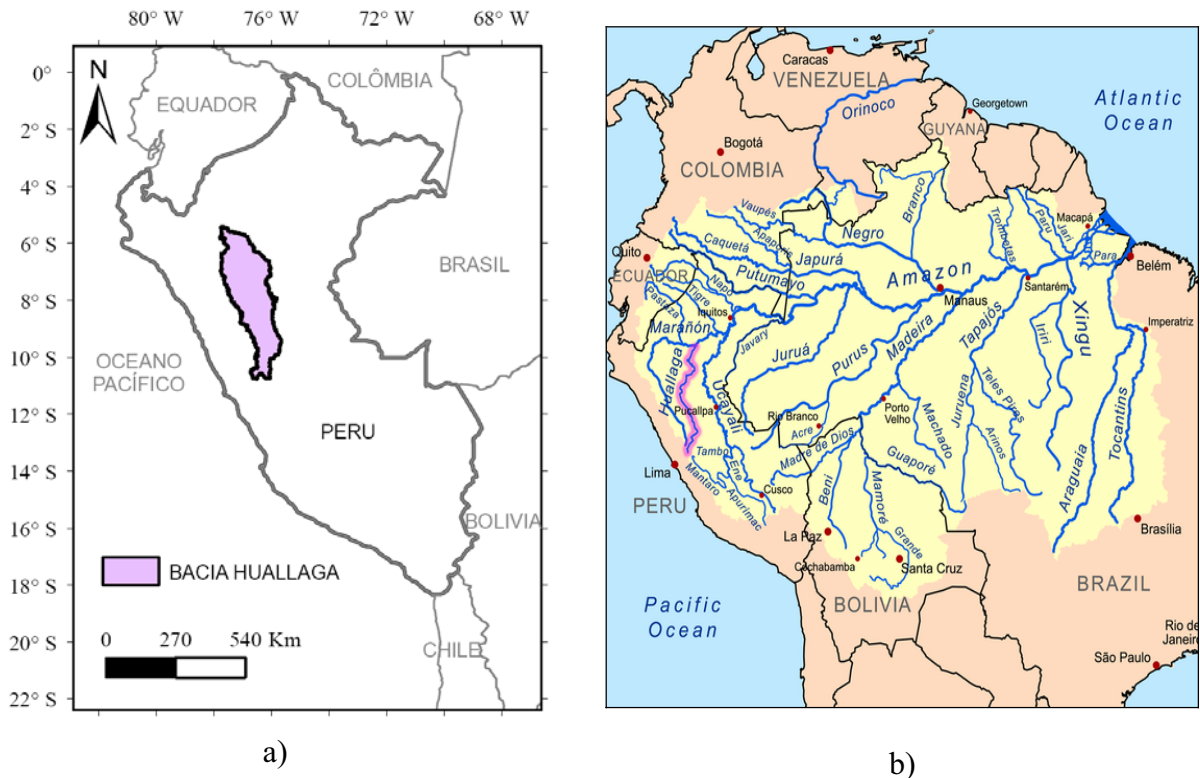 80° W 76° W 72° W 68° W
N
0°
2° S
4° S
6° S
8° S
10° S
12° S
14° S
16° S
18° S
20° S
22° S
COLÔMBIA
EQUADOR
BRASIL
OCEANO
PACÍFICO
PERU
BOLIVIA
CHILE
BACIA HUALLAGA
0 270 540 Km
a)
Caracas
VENEZUELA
Orinoco
Georgetown
GUYANA
Atlantic
Ocean
Bogotá
COLOMBIA
Branco
Vaupés
Apaporis
Negro
Trombetas
Paru
Jari
Macapá
Quito
ECUADOR
Caquetá
Japurá
Putumayo
Amazon
Para
Belém
Napo
Tigre
Pastaza
Iquitos
Manaus
Santarém
Marañón
Javary
Juruá
Purus
Madeira
Tapajós
Iriri
Xingu
Imperatriz
Huallaga
Ucayali
Pucallpa
Rio Branco
Acre
Porto
Velho
Machado
Juruena
Teles Pires
Arinos
Araguaia
Tocantins
Lima
Tambo
Ene
Mantaro
Apurimac
Cusco
Madre de Dios
Guaporé
PERU
Beni
Mamoré
Grande
La Paz
Cochabamba
Santa Cruz
BOLIVIA
Brasília
BRAZIL
Pacific
Ocean
Rio de
Janeiro
São Paulo
b)